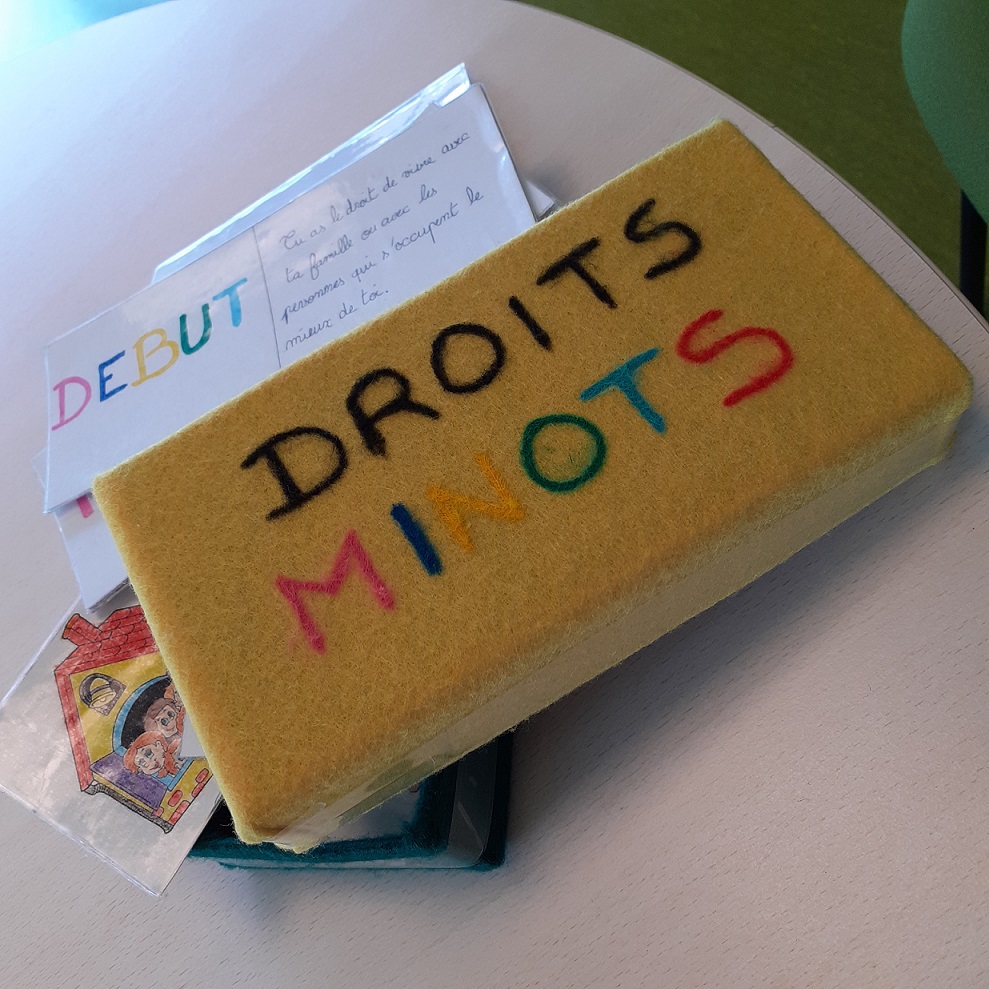 Tu as le droit de vivre avec
ta famille ou avec les
personnes qui s'occupent le
mieux de toi.
DEBUT
DROITS
MINOTS